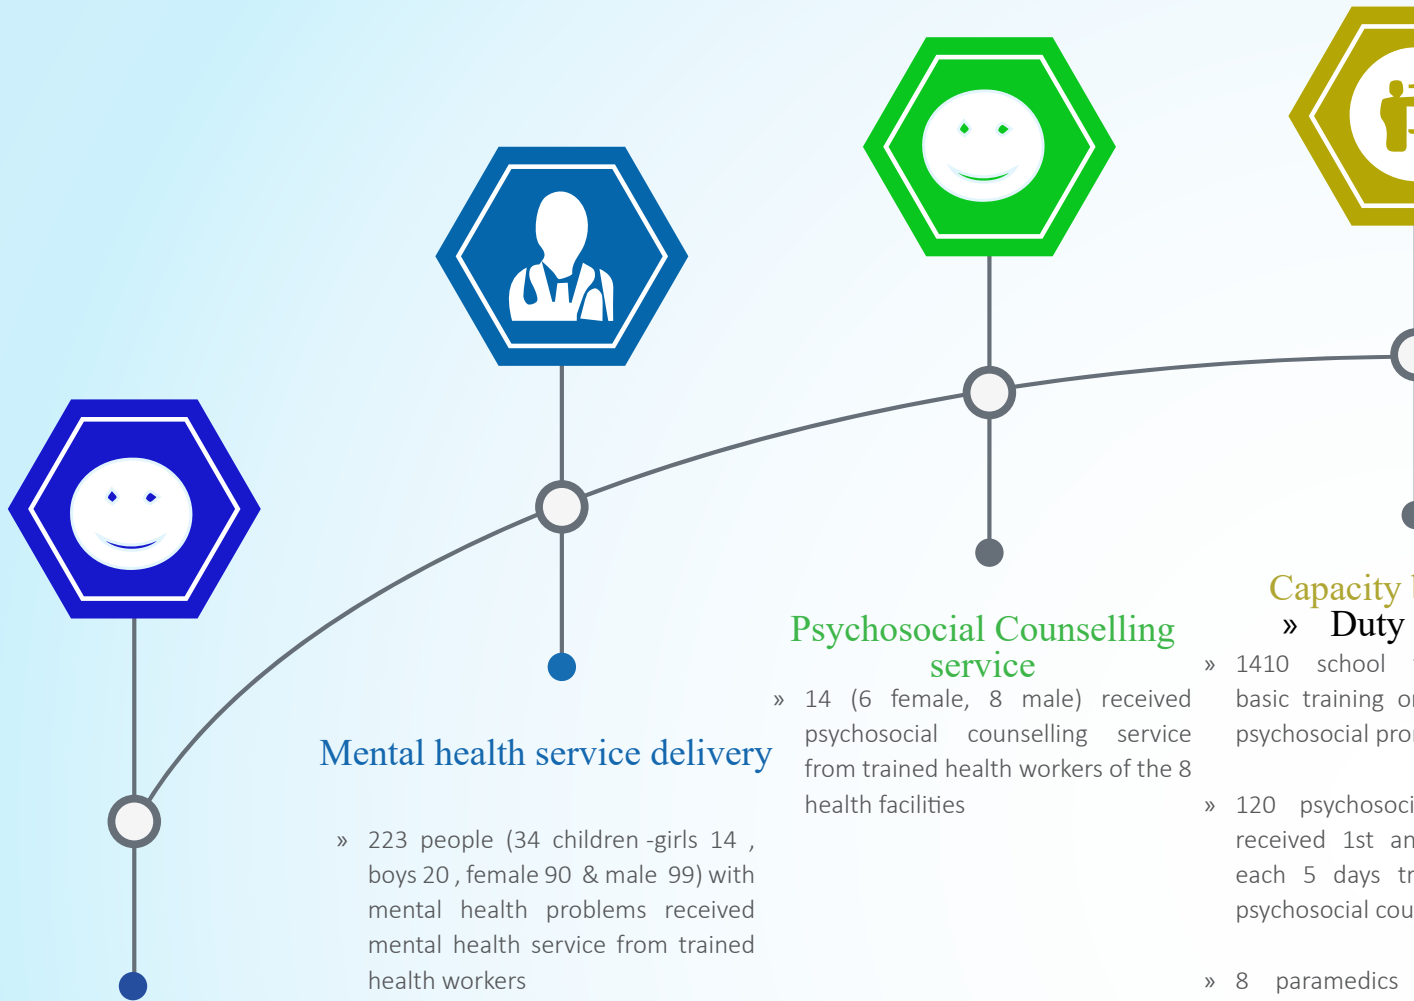 Mental health service delivery
» 223 people (34 children -girls 14 ,
boys 20 , female 90 & male 99) with
mental health problems received
mental health service from trained
health workers
Psychosocial Counselling
service
» 14 (6 female, 8 male) received
psychosocial counselling service
from trained health workers of the 8
health facilities
Capacity
» Duty
» 1410 school
basic training
psychosocial
» 120
received 1st
each 5 days
psychosocial
» 8 paramedics